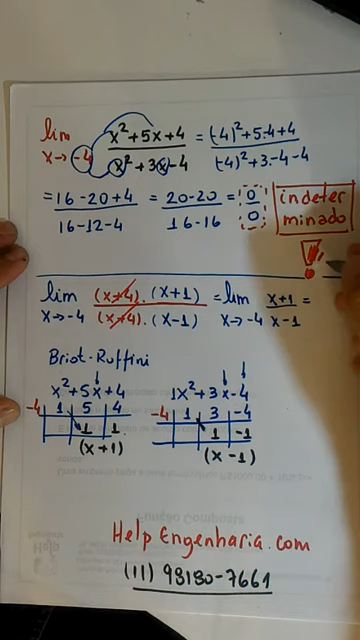 lim x→-4 x²+5x+4 / x²+3x-4 = (-4)²+5·-4+4 / (-4)²+3·-4-4
= 16-20+4 / 16-12-4 = 20-20 / 16-16 = 0 / 0 indeter minado !
lim x→-4 (x+4).(x+1) / (x+4).(x-1) = lim x→-4 x+1 / x-1 =
Briot-Ruffini
x²+5x+4 1x²+3x-4
-4 1 5 4 -4 1 3 -4
1 1 1 -1
(x+1) (x-1)
Função Composta
HelpEngenharia.com
(11) 98180-7661